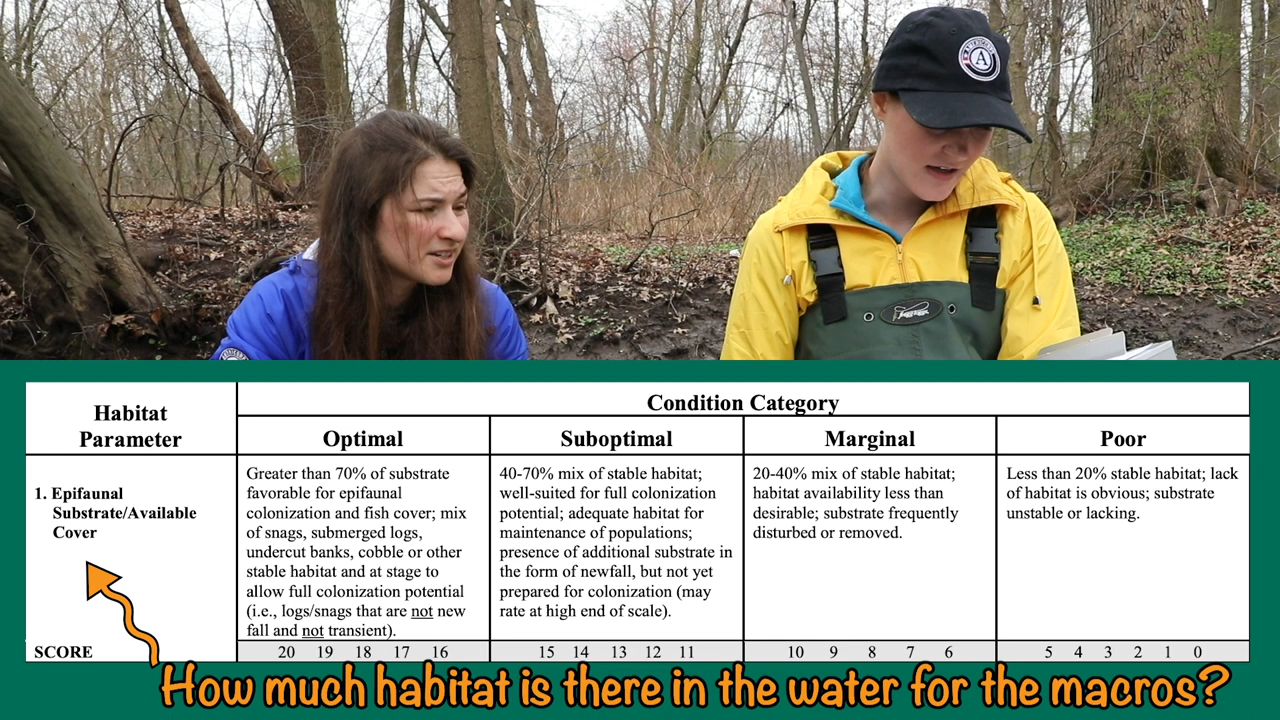 A
Habitat
Parameter
Condition Category
Optimal
Suboptimal
Marginal
Poor
1. Epifaunal
Substrate/Available
Cover
Greater than 70% of substrate
favorable for epifaunal
colonization and fish cover; mix
of snags, submerged logs,
undercut banks, cobble or other
stable habitat and at stage to
allow full colonization potential
(i.e., logs/snags that are not new
fall and not transient).
40-70% mix of stable habitat;
well-suited for full colonization
potential; adequate habitat for
maintenance of populations;
presence of additional substrate in
the form of newfall, but not yet
prepared for colonization (may
rate at high end of scale).
20-40% mix of stable habitat;
habitat availability less than
desirable; substrate frequently
disturbed or removed.
Less than 20% stable habitat; lack
of habitat is obvious; substrate
unstable or lacking.
SCORE
20 19 18 17 16
15 14 13 12 11
10 9 8 7 6
5 4 3 2 1 0
How much habitat is there in the water for the macros?